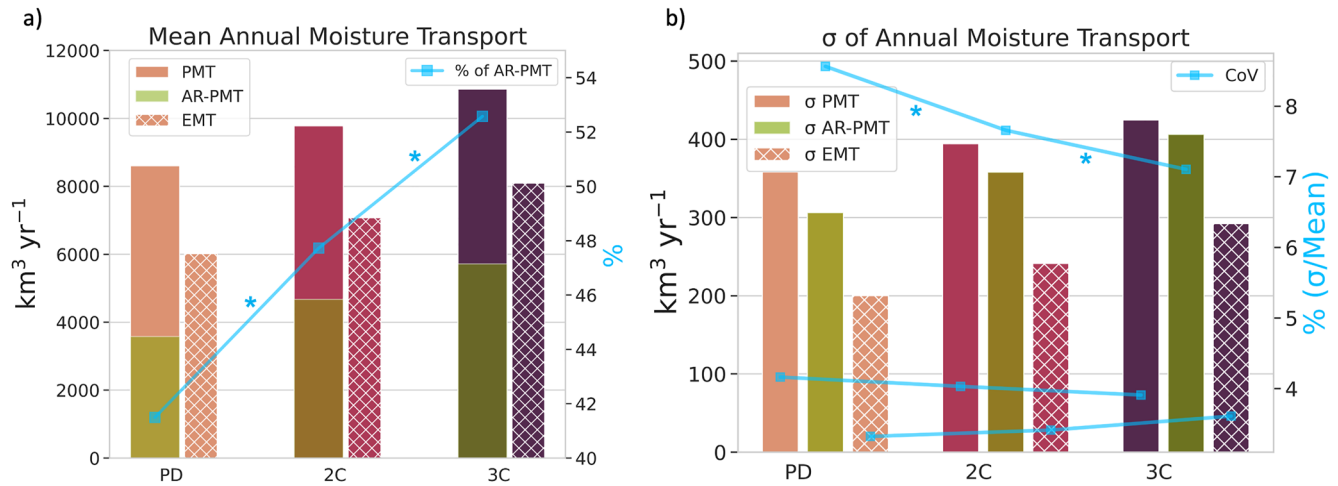 a)
Mean Annual Moisture Transport
12000
10000
8000
6000
4000
2000
0
km³ yr⁻¹
PMT
AR-PMT
EMT
% of AR-PMT
*
*
54
52
50
48
46
44
42
40
%
PD 2C 3C
b)
σ of Annual Moisture Transport
500
400
300
200
100
0
km³ yr⁻¹
σ PMT
σ AR-PMT
σ EMT
CoV
*
*
8
7
6
5
4
% (σ/Mean)
PD 2C 3C